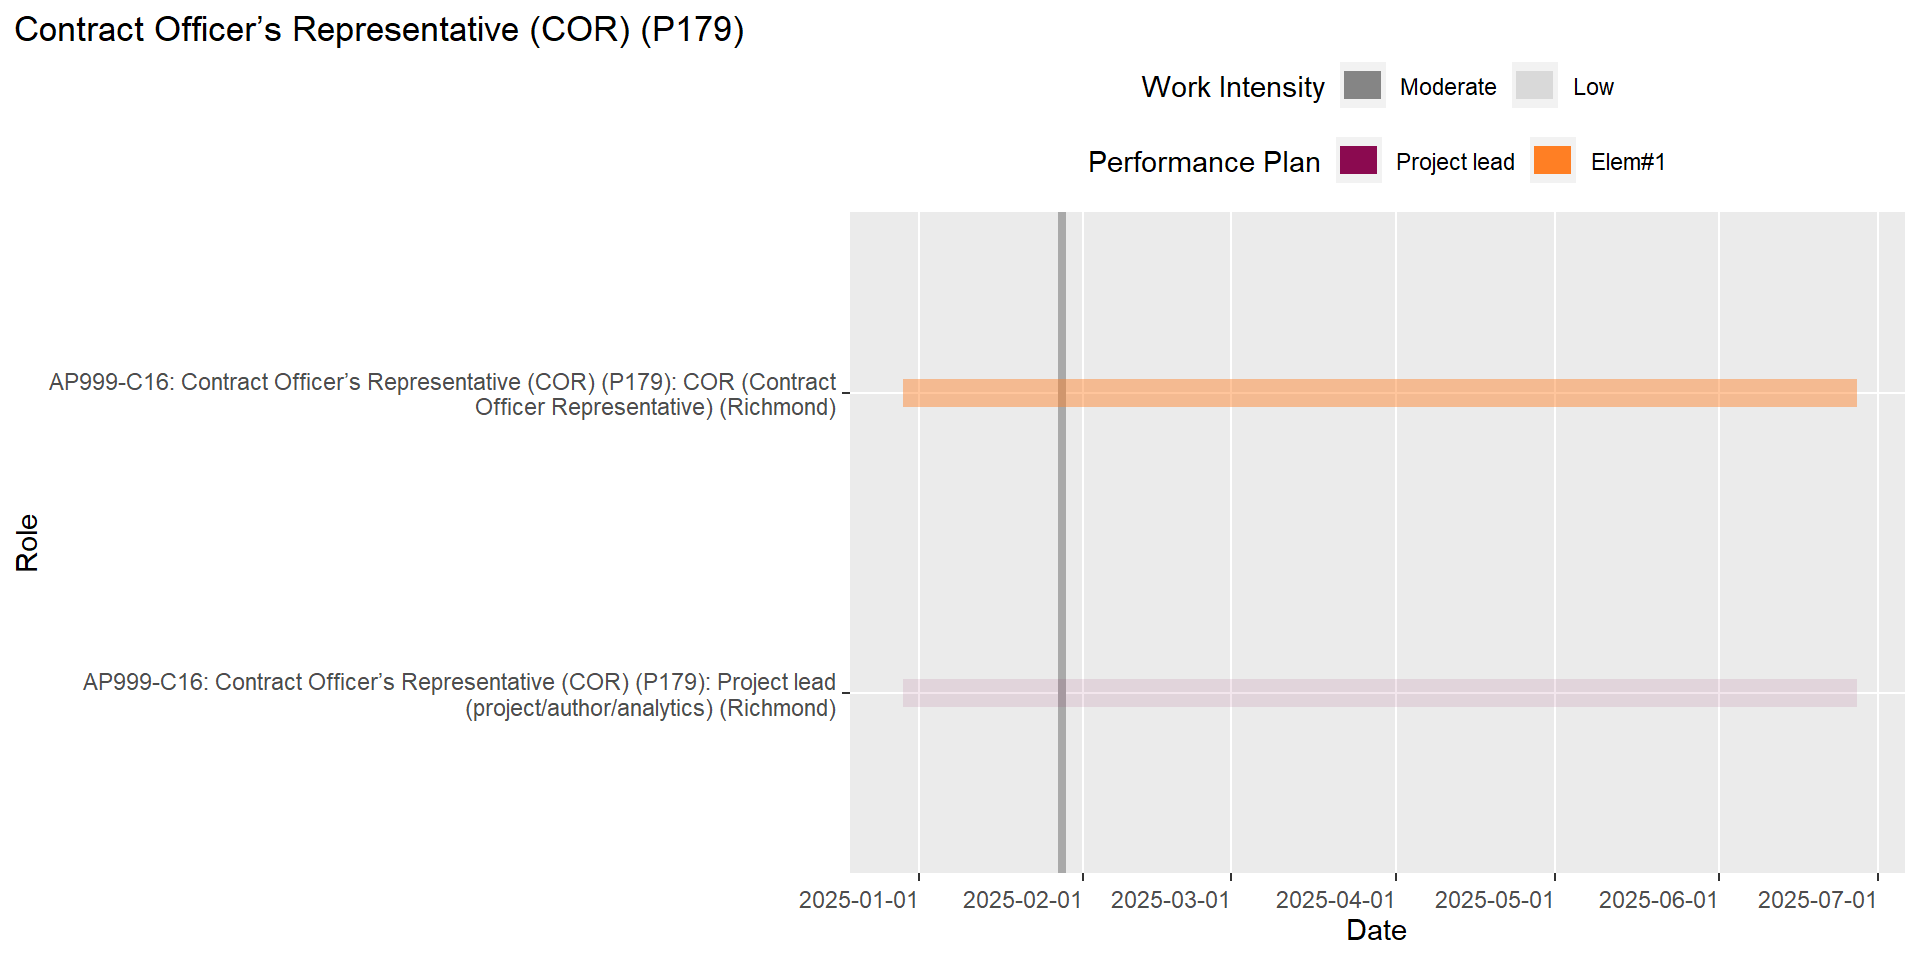 Contract Officer’s Representative (COR) (P179)
Work Intensity Moderate Low
Performance Plan Project lead Elem#1
AP999-C16: Contract Officer’s Representative (COR) (P179): COR (Contract
Officer Representative) (Richmond)
Role
AP999-C16: Contract Officer’s Representative (COR) (P179): Project lead
(project/author/analytics) (Richmond)
2025-01-01 2025-02-01 2025-03-01 2025-04-01 2025-05-01 2025-06-01 2025-07-01
Date